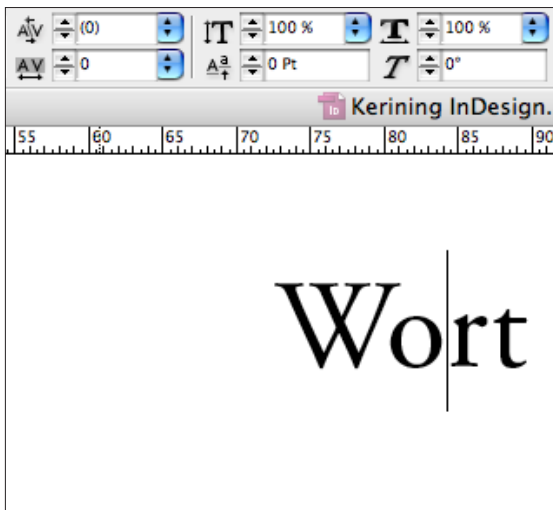 (0) 100 % 100 %
0 0 Pt 0°
Kerining InDesign.
55 60 65 70 75 80 85 90
Wort